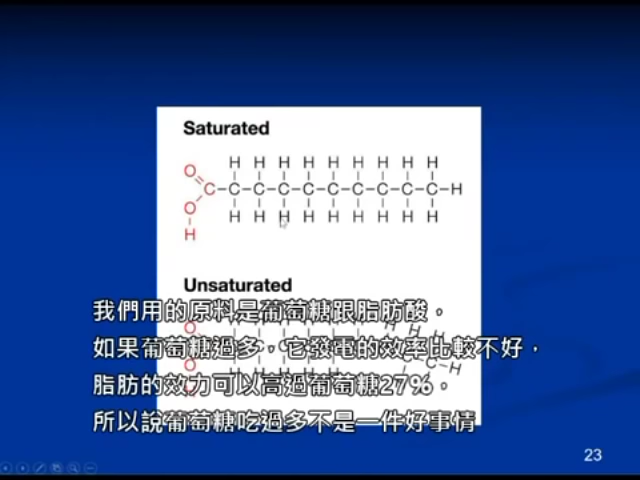 Saturated
H H H H H H H H H
O C C C C C C C C C C H
O H H H H H H H H H
H
Unsaturated
我們用的原料是葡萄糖跟脂肪酸，
如果葡萄糖過多，它發電的效率比較不好，
脂肪的效力可以高過葡萄糖27%。
所以說葡萄糖吃過多不是一件好事情
23